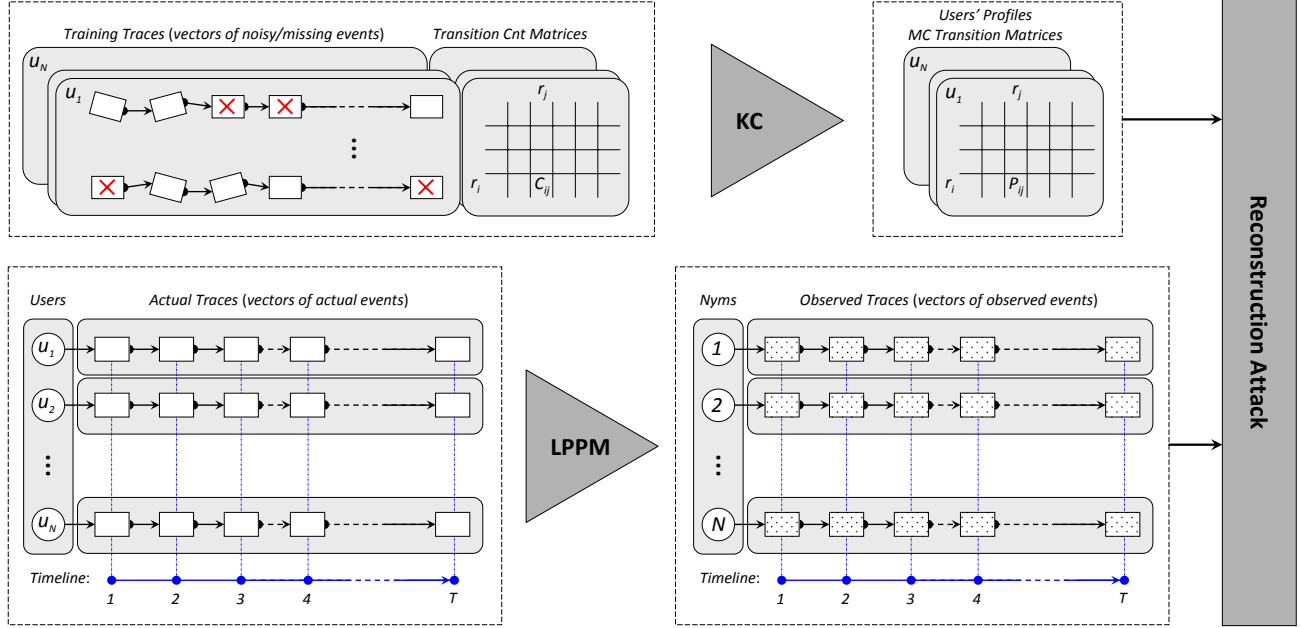 Training Traces (vectors of noisy/missing events)
Transition Cnt Matrices
u_N
u_1
r_j
r_i
C_ij
KC
Users' Profiles
MC Transition Matrices
u_N
u_1
r_j
r_i
P_ij
Reconstruction Attack
Users
Actual Traces (vectors of actual events)
u_1
u_2
u_N
Timeline:
1 2 3 4 T
LPPM
Nyms
Observed Traces (vectors of observed events)
1
2
N
Timeline:
1 2 3 4 T